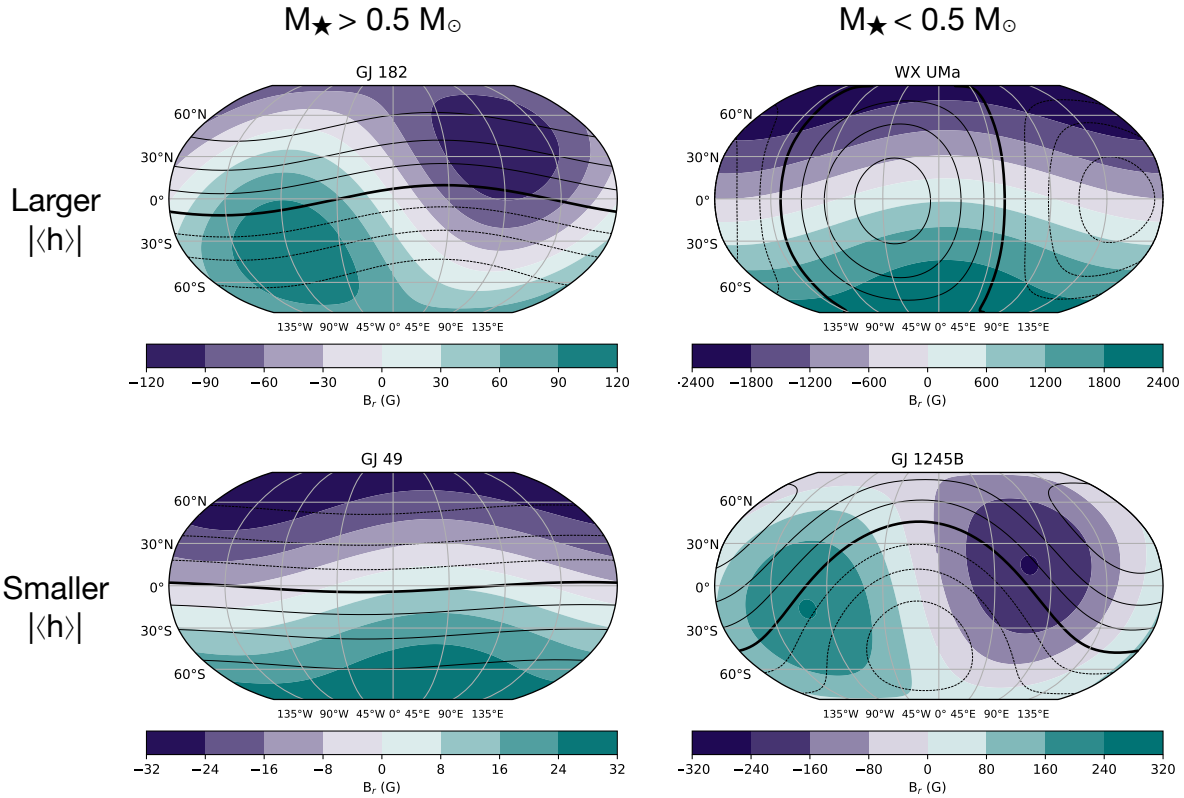 M★ > 0.5 M⊙
M★ < 0.5 M⊙
Larger
|⟨h⟩|
GJ 182
60°N
30°N
0°
30°S
60°S
135°W 90°W 45°W 0° 45°E 90°E 135°E
−120 −90 −60 −30 0 30 60 90 120
B_r (G)
WX UMa
60°N
30°N
0°
30°S
60°S
135°W 90°W 45°W 0° 45°E 90°E 135°E
-2400 −1800 −1200 −600 0 600 1200 1800 2400
B_r (G)
Smaller
|⟨h⟩|
GJ 49
60°N
30°N
0°
30°S
60°S
135°W 90°W 45°W 0° 45°E 90°E 135°E
−32 −24 −16 −8 0 8 16 24 32
B_r (G)
GJ 1245B
60°N
30°N
0°
30°S
60°S
135°W 90°W 45°W 0° 45°E 90°E 135°E
−320 −240 −160 −80 0 80 160 240 320
B_r (G)